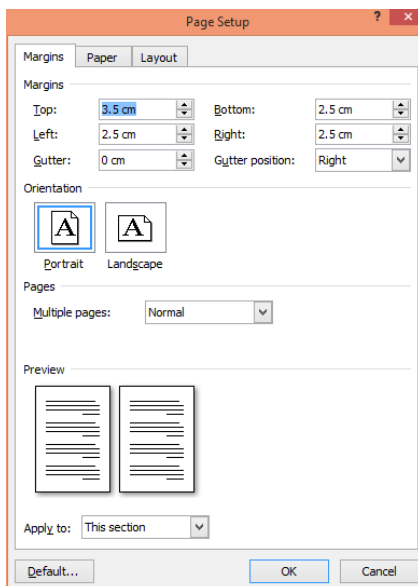 Page Setup ? x
Margins Paper Layout
Margins
Top: 3.5 cm Bottom: 2.5 cm
Left: 2.5 cm Right: 2.5 cm
Gutter: 0 cm Gutter position: Right
Orientation
A A
Portrait Landscape
Pages
Multiple pages: Normal
Preview
Apply to: This section
Default... OK Cancel